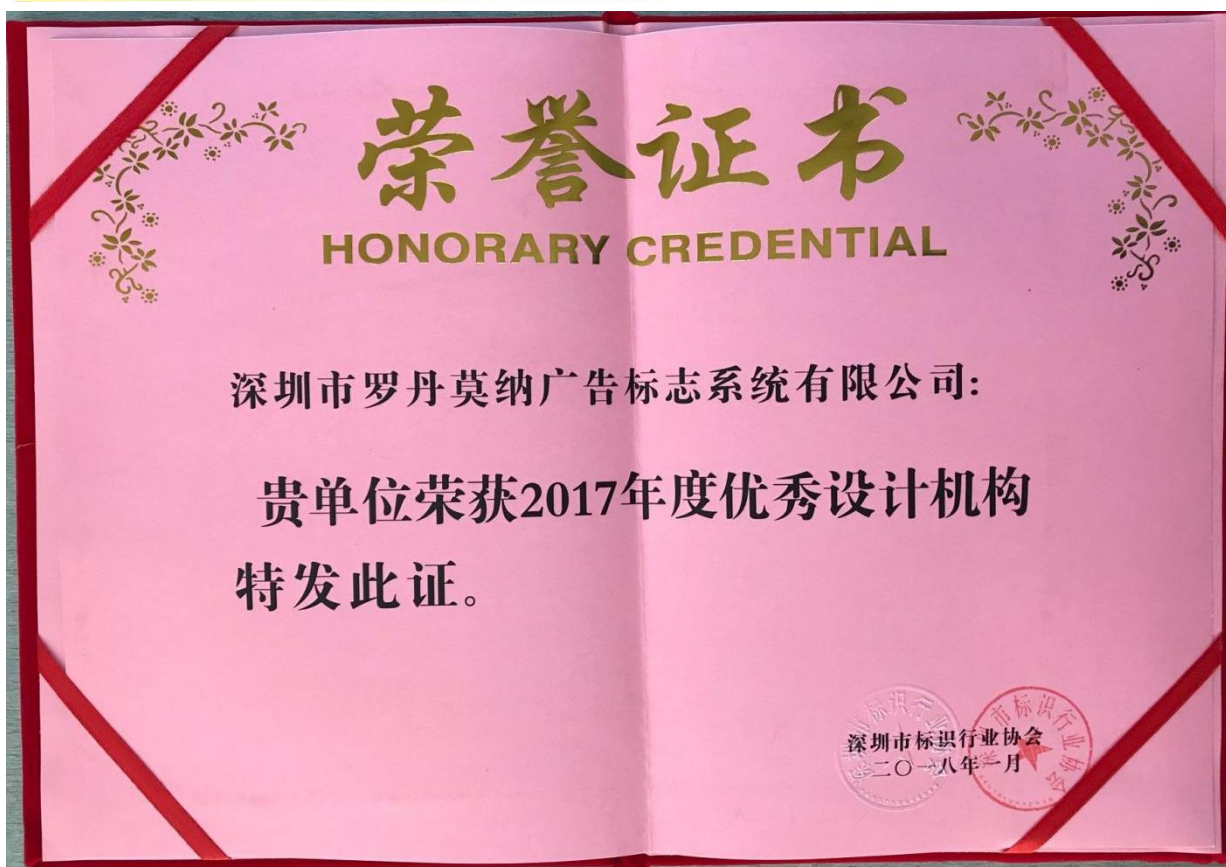 荣誉证书
HONORARY CREDENTIAL
深圳市罗丹莫纳广告标志系统有限公司:
贵单位荣获2017年度优秀设计机构
特发此证。
深圳市标识行业协会
二〇一八年一月